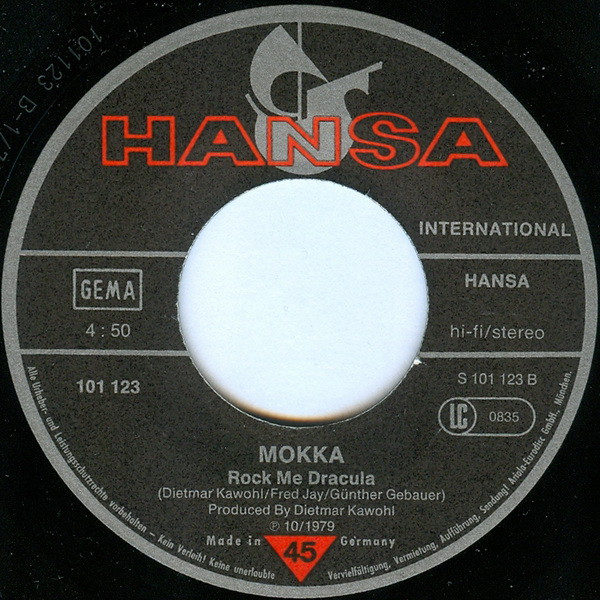 101123 B-1/7
HANSA
INTERNATIONAL
GEMA
HANSA
4:50
hi-fi/stereo
101 123
S 101 123 B
LC 0835
MOKKA
Rock Me Dracula
(Dietmar Kawohl/Fred Jay/Günther Gebauer)
Produced By Dietmar Kawohl
℗ 10/1979
Made in Germany
45
Alle Urheber- und Leistungsschutzrechte vorbehalten - Kein Verleih! Keine unerlaubte Vervielfältigung, Vermietung, Aufführung, Sendung! Ariola-Eurodisc GmbH., München.